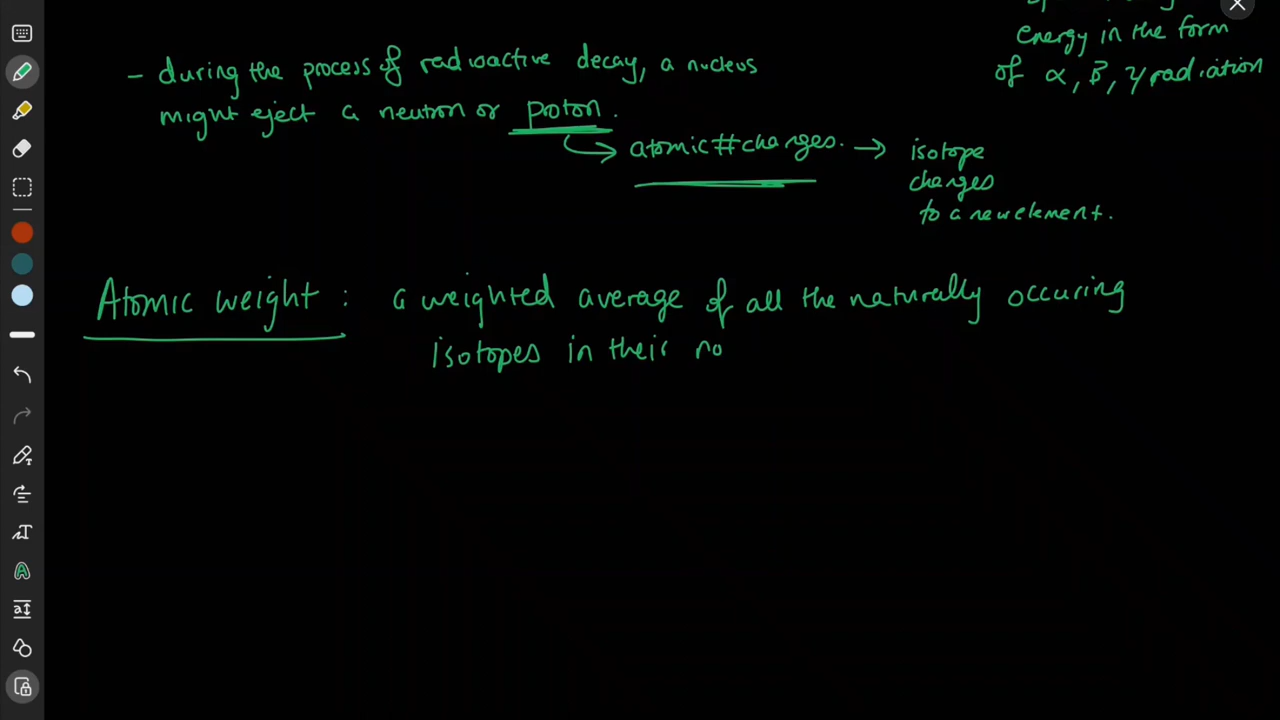 energy in the form
of α, β, γ radiation
- during the process of radioactive decay, a nucleus
might eject a neutron or proton.
atomic # changes. → isotope
changes
to a new element.
Atomic weight : a weighted average of all the naturally occuring
isotopes in their no